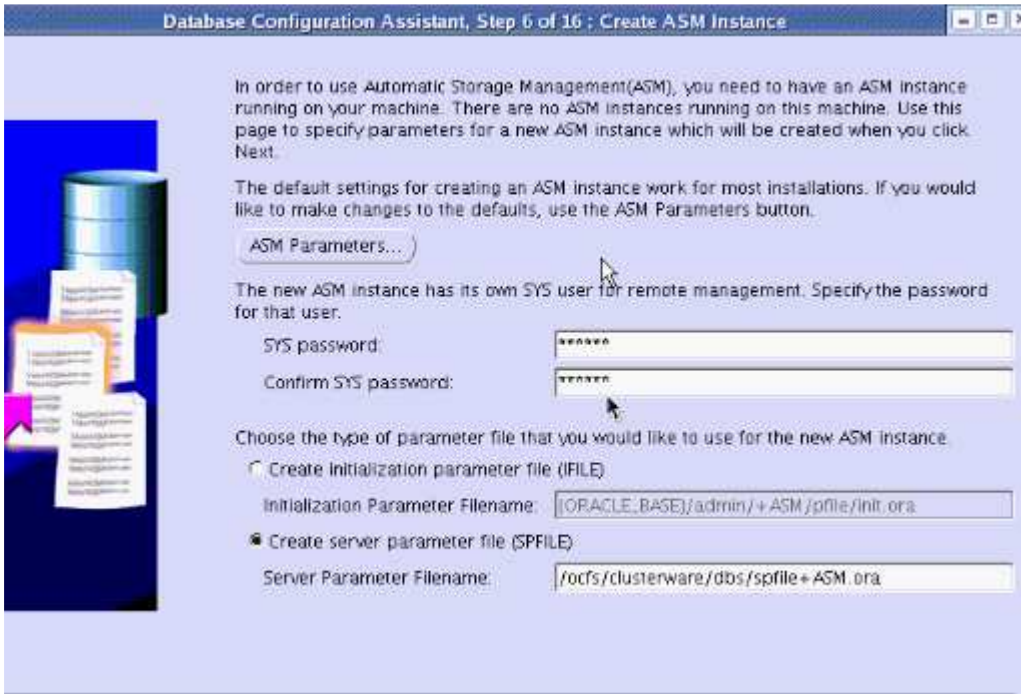 Database Configuration Assistant, Step 6 of 16 : Create ASM Instance
In order to use Automatic Storage Management(ASM), you need to have an ASM instance
running on your machine. There are no ASM instances running on this machine. Use this
page to specify parameters for a new ASM instance which will be created when you click
Next.
The default settings for creating an ASM instance work for most installations. If you would
like to make changes to the defaults, use the ASM Parameters button.
ASM Parameters...
The new ASM instance has its own SYS user for remote management. Specify the password
for that user.
SYS password: ******
Confirm SYS password: ******
Choose the type of parameter file that you would like to use for the new ASM instance.
Create initialization parameter file (IFILE)
Initialization Parameter Filename: {ORACLE_BASE}/admin/+ASM/pfile/init.ora
Create server parameter file (SPFILE)
Server Parameter Filename: /ocfs/clusterware/dbs/spfile+ASM.ora